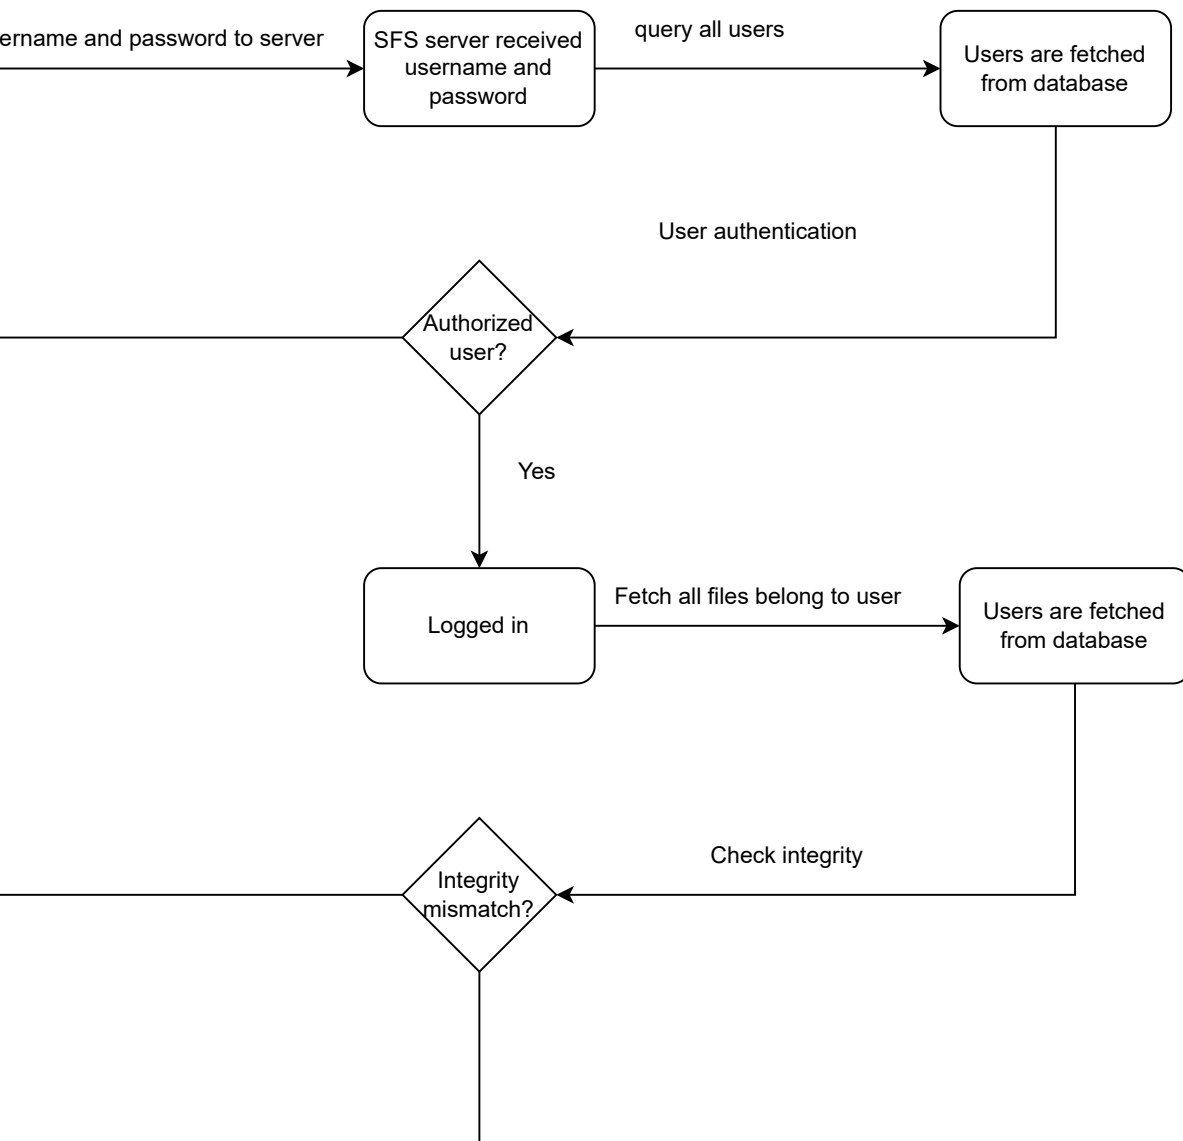 and password to server
SFS server received
username and
password
query all users
Users are fetched
from database
User authentication
Authorized
user?
Yes
Logged in
Fetch all files belong to user
Users are fetched
from database
Check integrity
Integrity
mismatch?